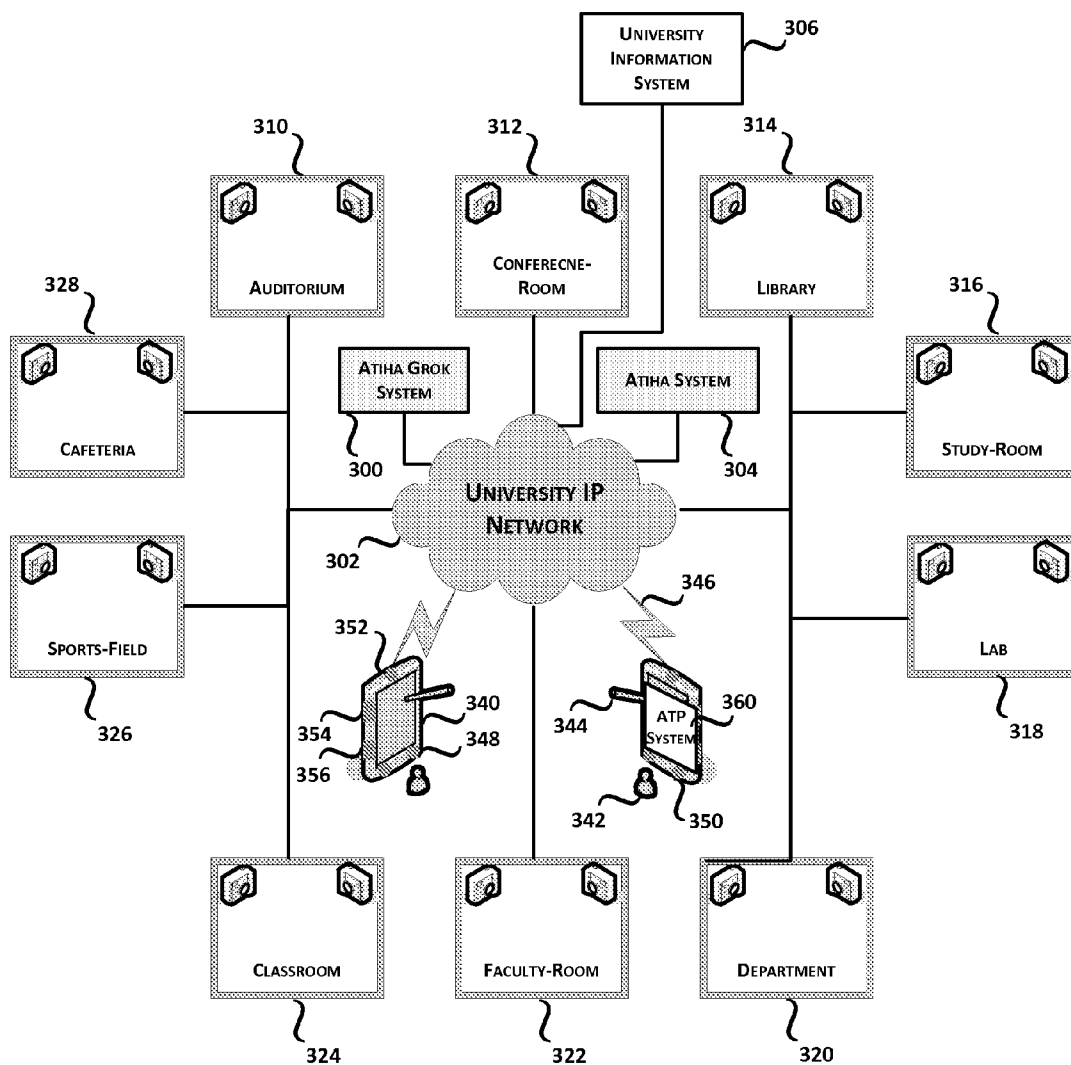 UNIVERSITY
INFORMATION
SYSTEM
306
310
312
314
AUDITORIUM
CONFERECNE-
ROOM
LIBRARY
328
316
ATIHA GROK
SYSTEM
ATIHA SYSTEM
CAFETERIA
300
304
STUDY-ROOM
UNIVERSITY IP
NETWORK
302
346
352
SPORTS-FIELD
LAB
354
340
344
ATP
SYSTEM
360
326
356
348
318
342
350
CLASSROOM
FACULTY-ROOM
DEPARTMENT
324
322
320